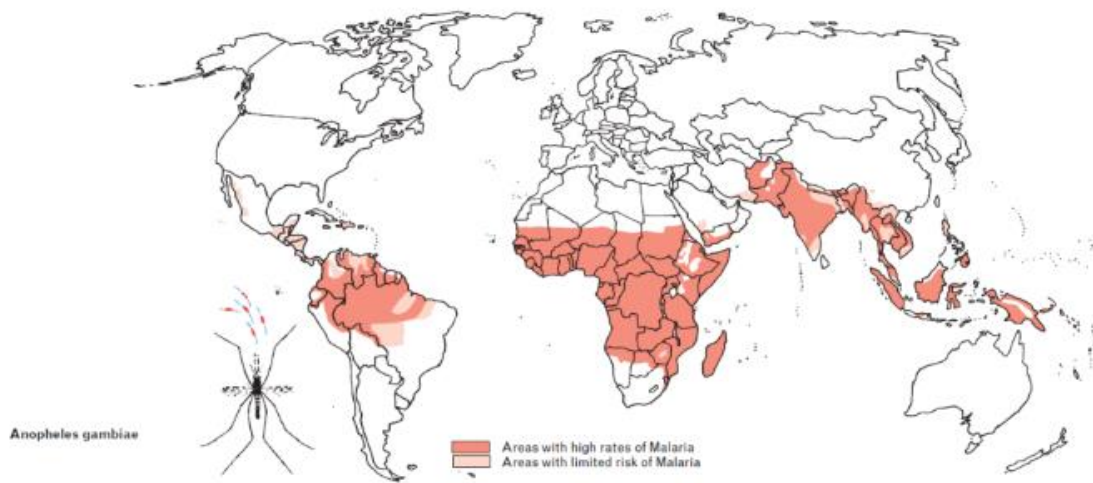 Anopheles gambiae
Areas with high rates of Malaria
Areas with limited risk of Malaria